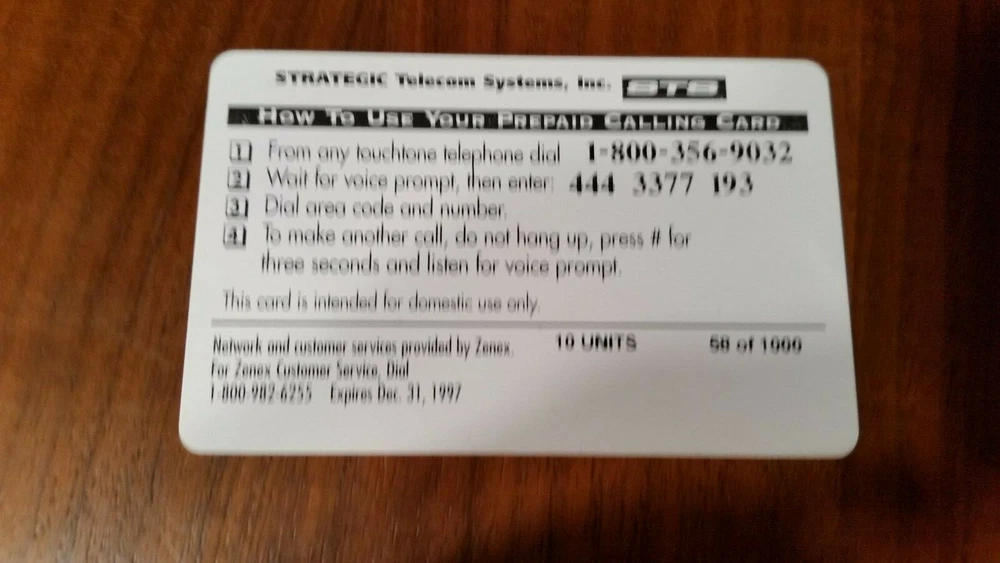 STRATEGIC Telecom Systems, Inc. STS
HOW TO USE YOUR PREPAID CALLING CARD
1 From any touchtone telephone dial 1-800-356-9032
2 Wait for voice prompt, then enter: 444 3377 193
3 Dial area code and number.
4 To make another call, do not hang up, press # for
three seconds and listen for voice prompt.
This card is intended for domestic use only.
Network and customer services provided by Zenex. 10 UNITS 58 of 1000
For Zenex Customer Service, Dial
1-800-982-6255 Expires Dec. 31, 1997